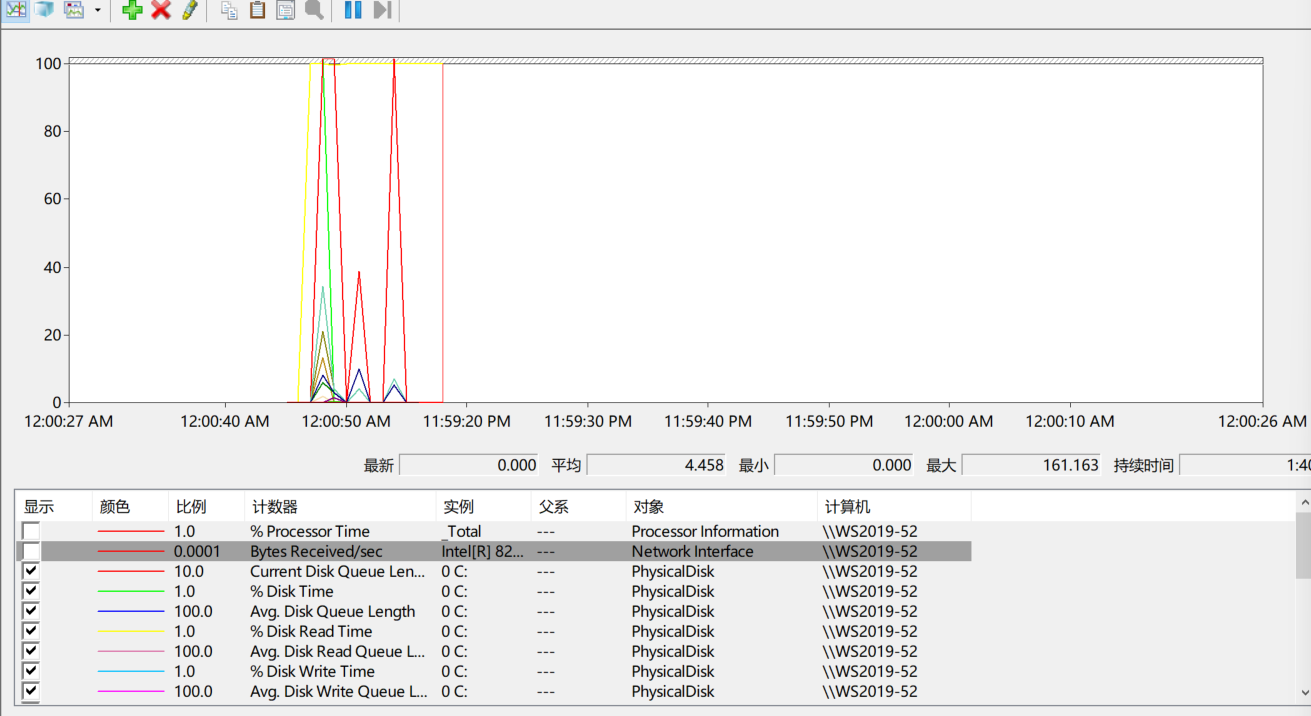 100
80
60
40
20
0
12:00:27 AM 12:00:40 AM 12:00:50 AM 11:59:20 PM 11:59:30 PM 11:59:40 PM 11:59:50 PM 12:00:00 AM 12:00:10 AM 12:00:26 AM
最新 0.000 平均 4.458 最小 0.000 最大 161.163 持续时间 1:40
显示 颜色 比例 计数器 实例 父系 对象 计算机
1.0 % Processor Time _Total --- Processor Information \\WS2019-52
0.0001 Bytes Received/sec Intel[R] 82... --- Network Interface \\WS2019-52
10.0 Current Disk Queue Len... 0 C: --- PhysicalDisk \\WS2019-52
1.0 % Disk Time 0 C: --- PhysicalDisk \\WS2019-52
100.0 Avg. Disk Queue Length 0 C: --- PhysicalDisk \\WS2019-52
1.0 % Disk Read Time 0 C: --- PhysicalDisk \\WS2019-52
100.0 Avg. Disk Read Queue L... 0 C: --- PhysicalDisk \\WS2019-52
1.0 % Disk Write Time 0 C: --- PhysicalDisk \\WS2019-52
100.0 Avg. Disk Write Queue L... 0 C: --- PhysicalDisk \\WS2019-52